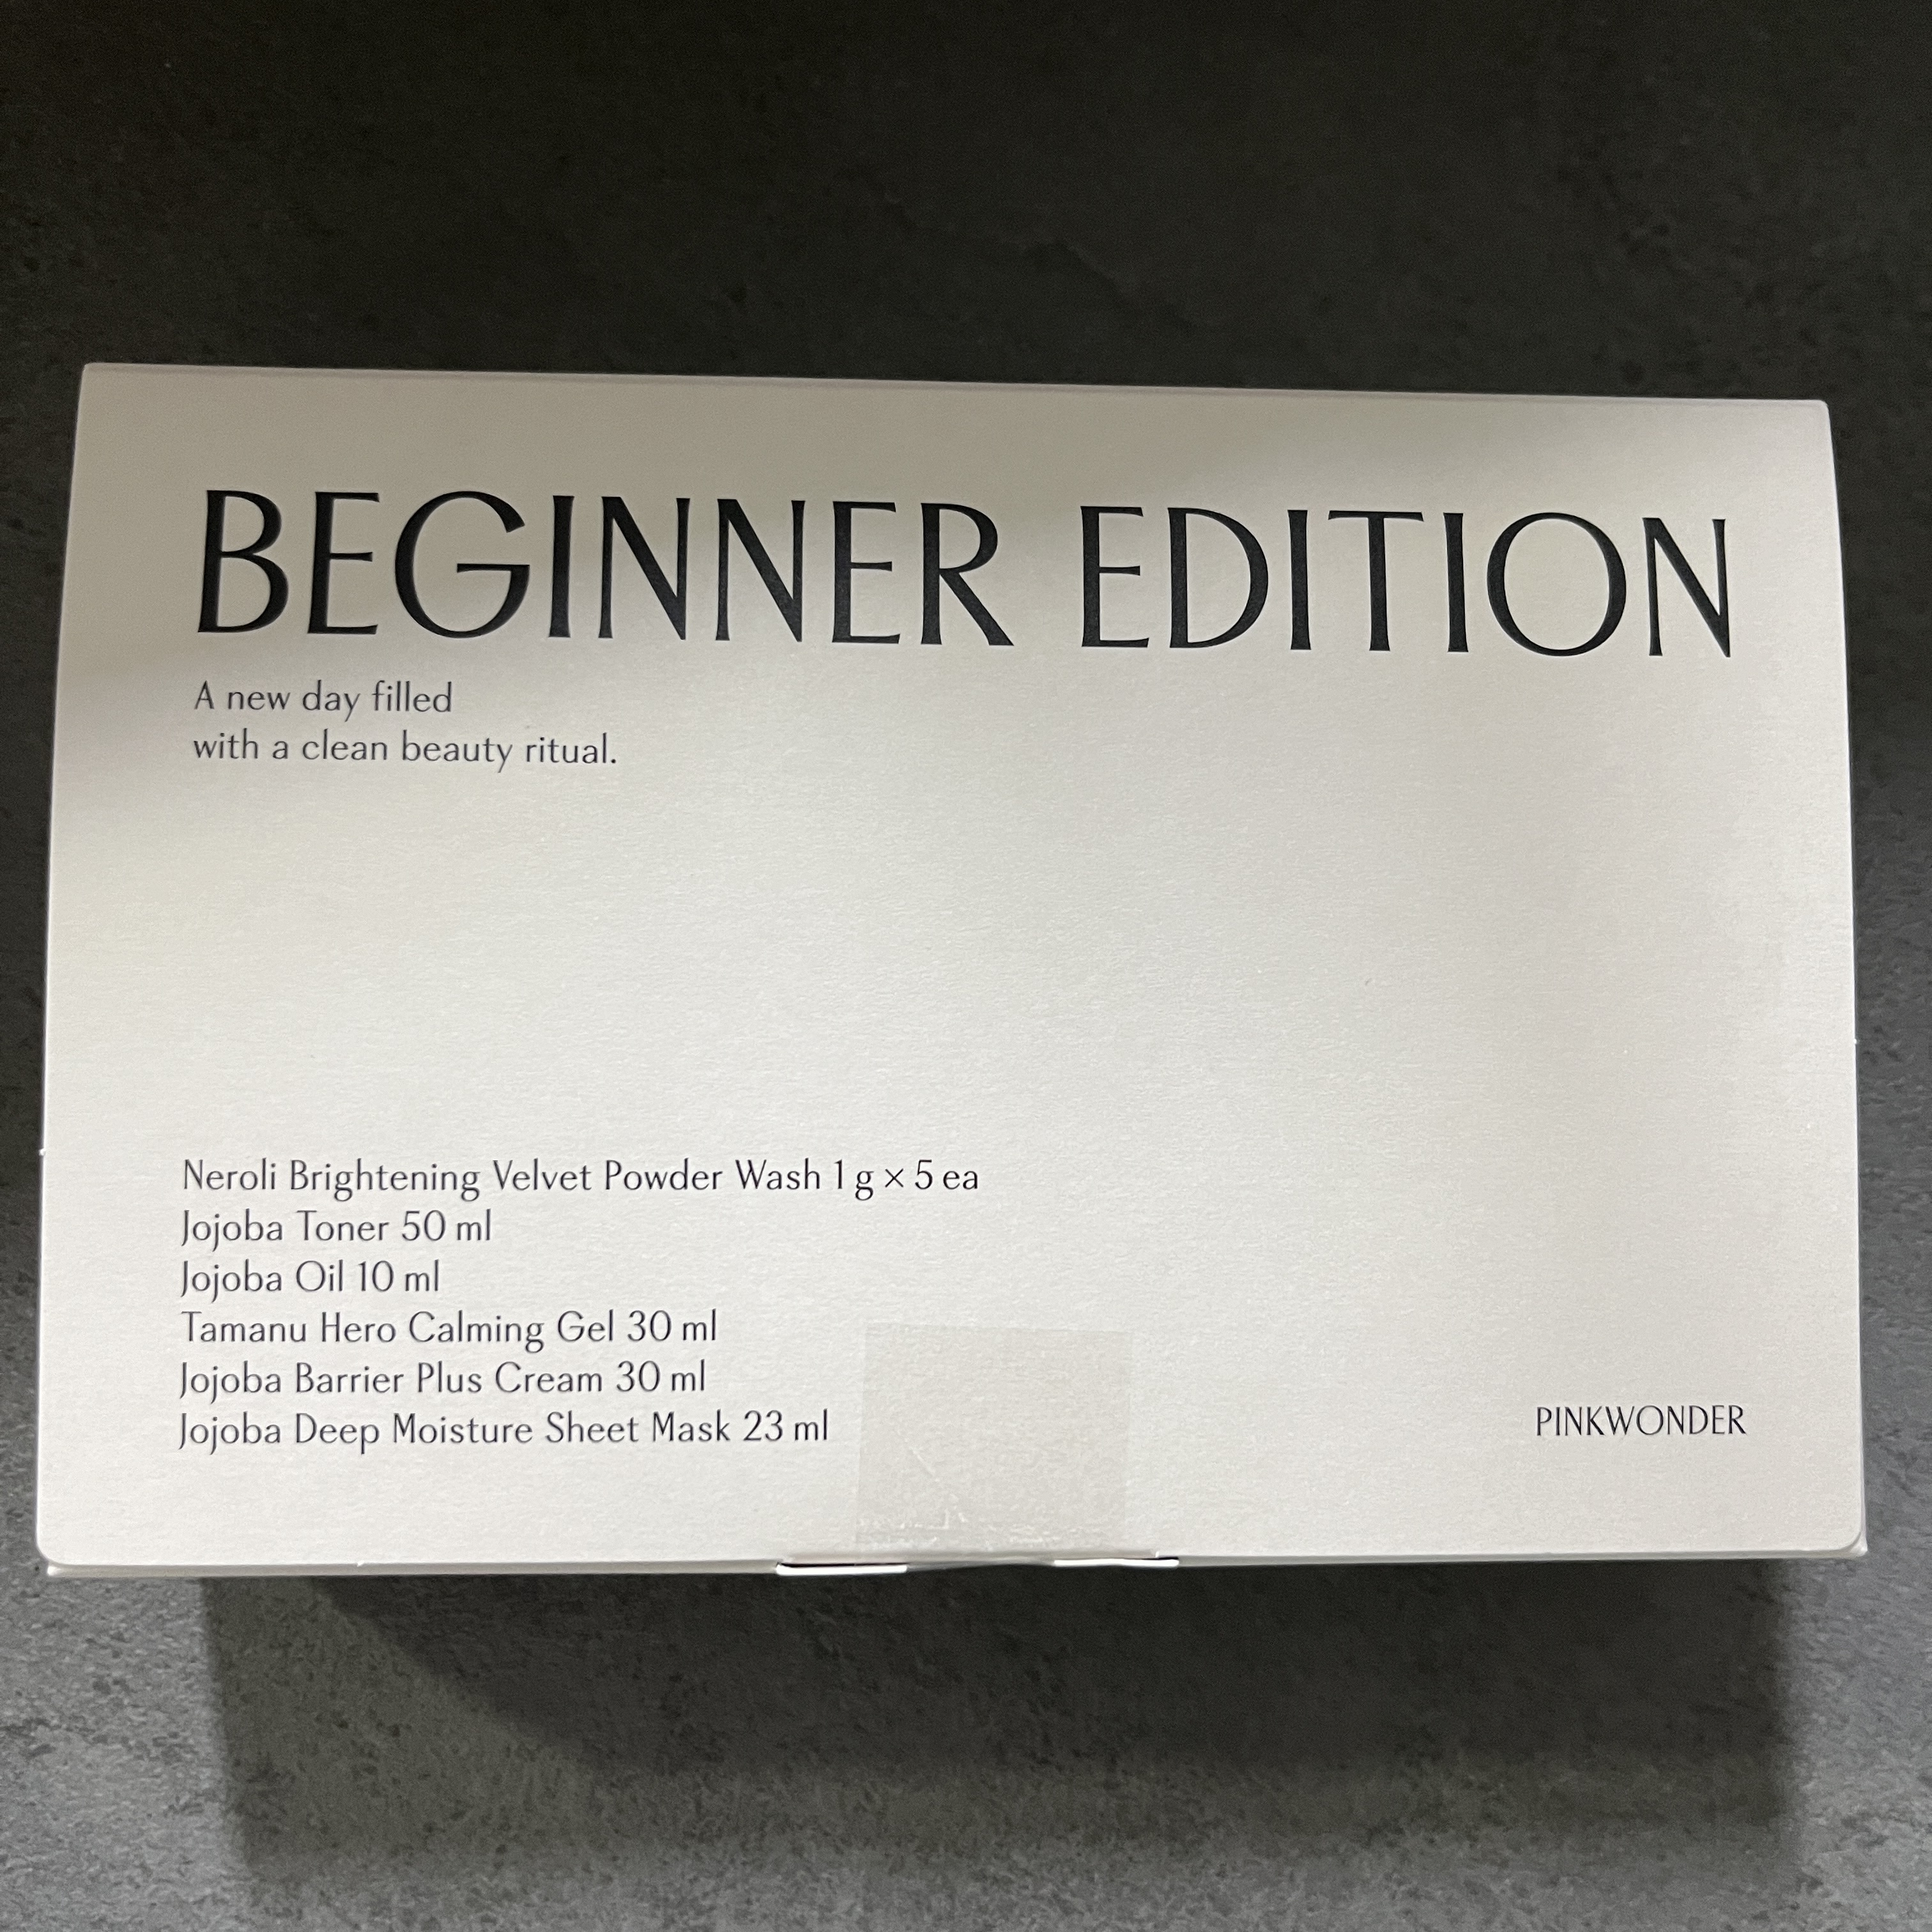 BEGINNER EDITION
A new day filled
with a clean beauty ritual.
Neroli Brightening Velvet Powder Wash 1 g × 5 ea
Jojoba Toner 50 ml
Jojoba Oil 10 ml
Tamanu Hero Calming Gel 30 ml
Jojoba Barrier Plus Cream 30 ml
Jojoba Deep Moisture Sheet Mask 23 ml
PINKWONDER